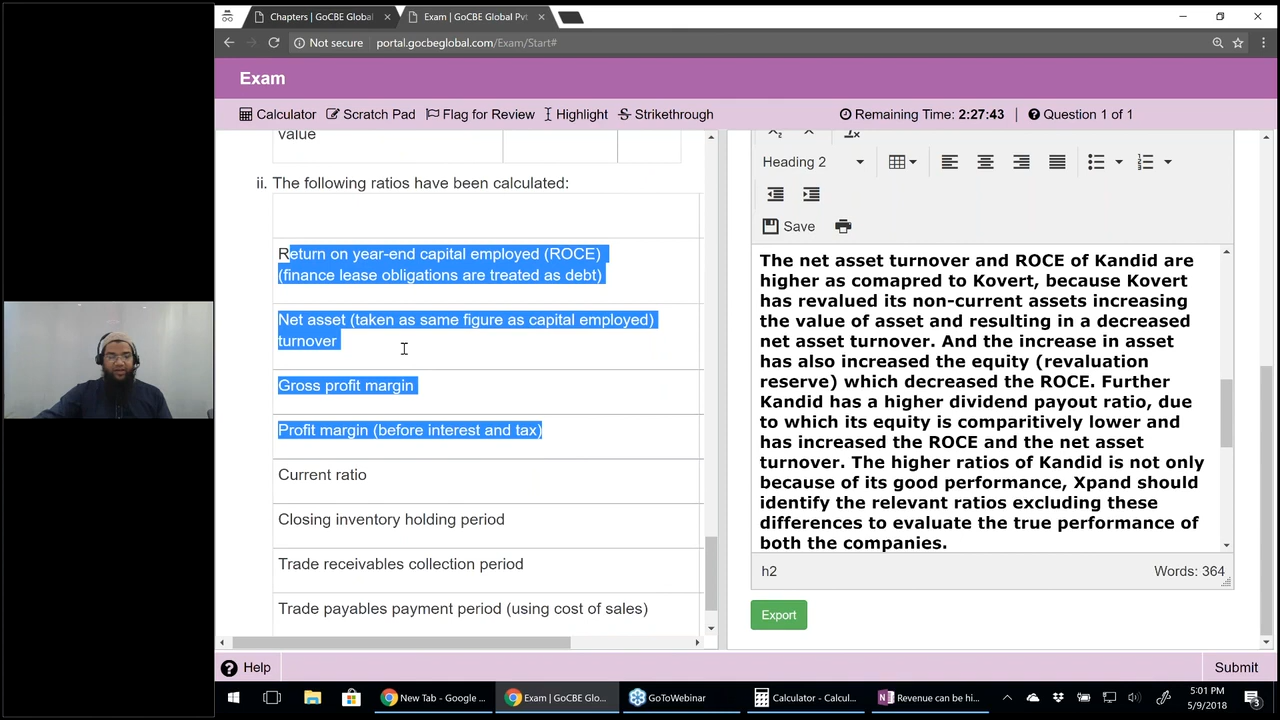 Chapters | GoCBE Global
Exam | GoCBE Global Pvt
Not secure portal.gocbeglobal.com/Exam/Start#
Exam
Calculator Scratch Pad Flag for Review Highlight Strikethrough Remaining Time: 2:27:43 Question 1 of 1
value
ii. The following ratios have been calculated:
Return on year-end capital employed (ROCE)
(finance lease obligations are treated as debt)
Net asset (taken as same figure as capital employed)
turnover
Gross profit margin
Profit margin (before interest and tax)
Current ratio
Closing inventory holding period
Trade receivables collection period
Trade payables payment period (using cost of sales)
Heading 2
Save
The net asset turnover and ROCE of Kandid are
higher as comapred to Kovert, because Kovert
has revalued its non-current assets increasing
the value of asset and resulting in a decreased
net asset turnover. And the increase in asset
has also increased the equity (revaluation
reserve) which decreased the ROCE. Further
Kandid has a higher dividend payout ratio, due
to which its equity is comparitively lower and
has increased the ROCE and the net asset
turnover. The higher ratios of Kandid is not only
because of its good performance, Xpand should
identify the relevant ratios excluding these
differences to evaluate the true performance of
both the companies.
h2 Words: 364
Export
Help Submit
New Tab - Google ... Exam | GoCBE Glo... GoToWebinar Calculator - Calcul... Revenue can be hi...
5:01 PM
5/9/2018
3